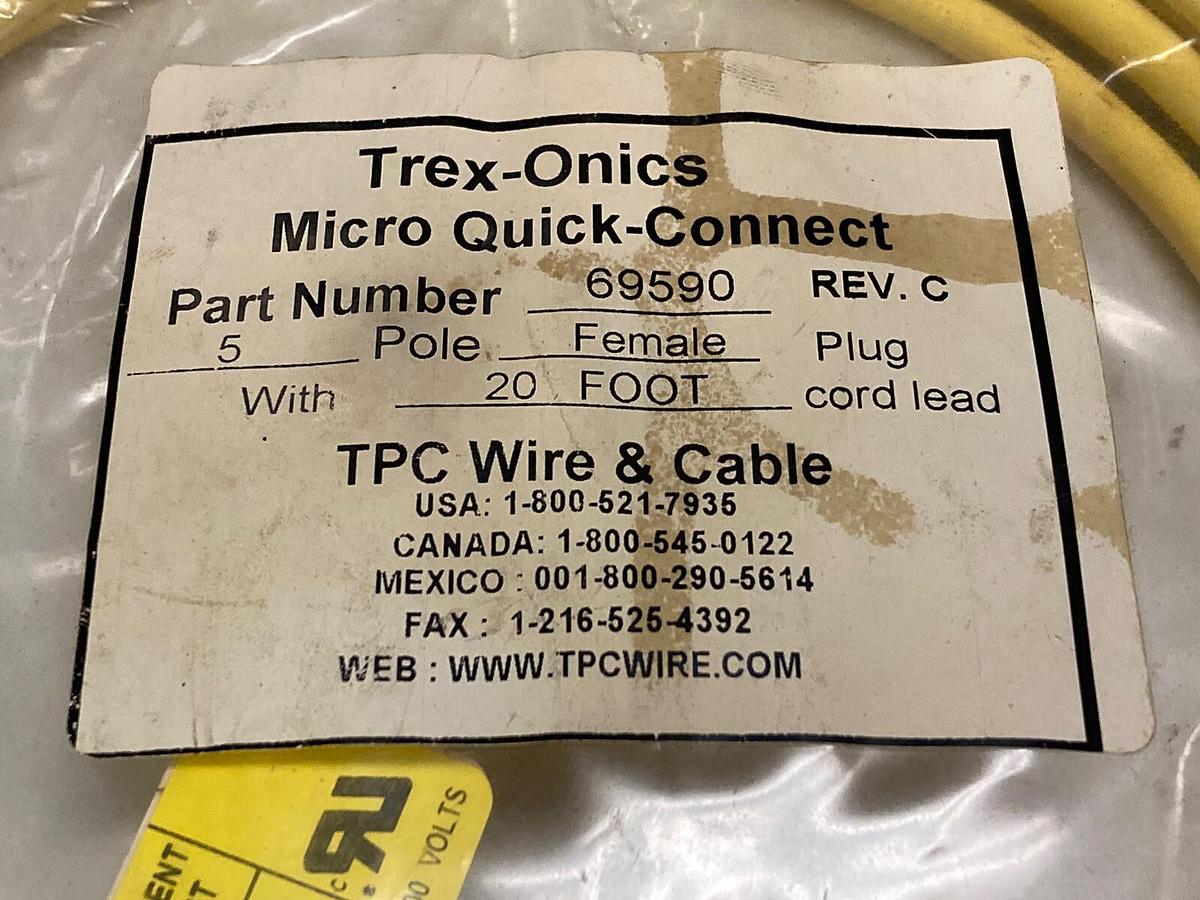 Trex-Onics
Micro Quick-Connect
Part Number 69590 REV. C
5 Pole Female Plug
With 20 FOOT cord lead
TPC Wire & Cable
USA: 1-800-521-7935
CANADA: 1-800-545-0122
MEXICO : 001-800-290-5614
FAX : 1-216-525-4392
WEB : WWW.TPCWIRE.COM
VOLTS